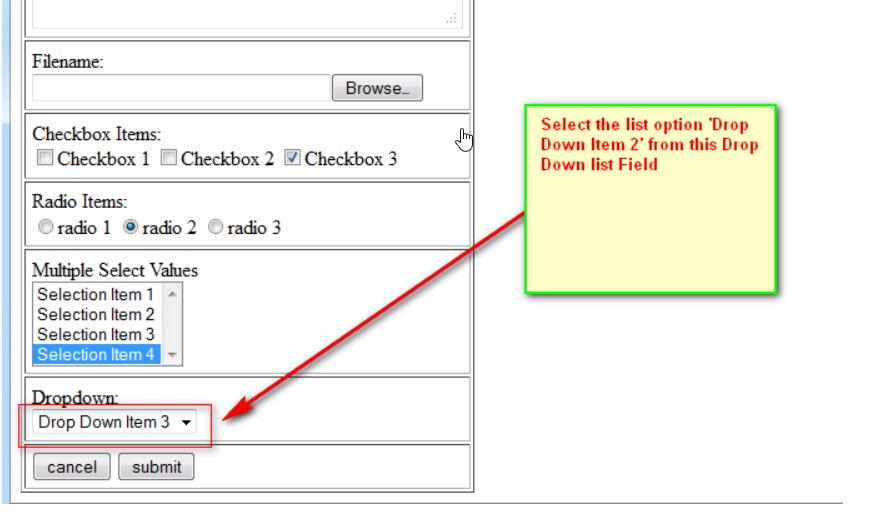 Filename:
Browse...
Checkbox Items:
Checkbox 1 Checkbox 2 Checkbox 3
Radio Items:
radio 1 radio 2 radio 3
Multiple Select Values
Selection Item 1
Selection Item 2
Selection Item 3
Selection Item 4
Dropdown:
Drop Down Item 3
cancel submit
Select the list option 'Drop
Down Item 2' from this Drop
Down list Field